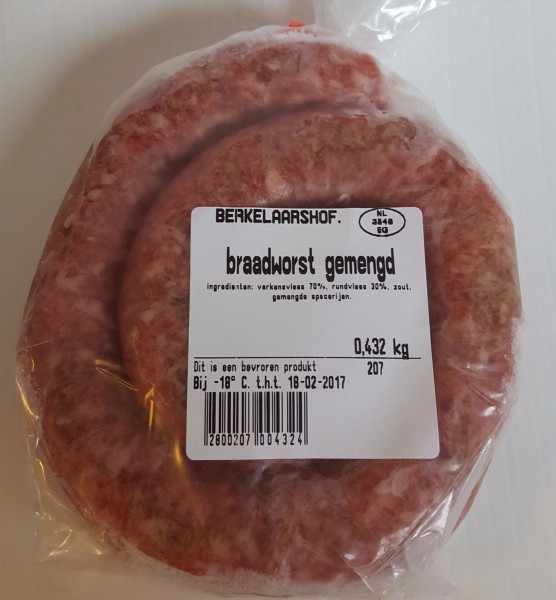 BERKELAARSHOF.
NL
3548
EG
braadworst gemengd
ingredienten: varkensvlees 70%, rundvlees 30%, zout,
gemengde specerijen.
0,432 kg
Dit is een bevroren produkt 207
Bij -18° C. t.h.t. 18-02-2017
2800207 004324